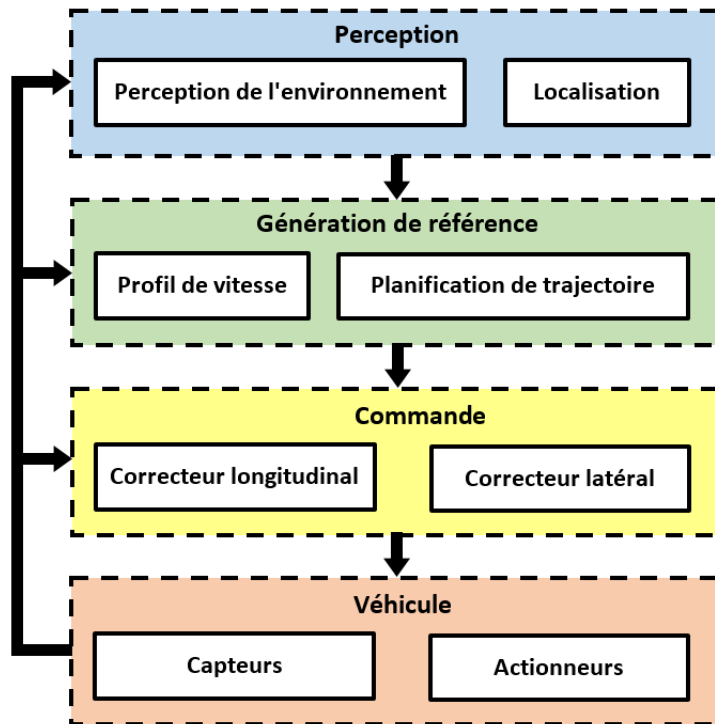 Perception
Perception de l'environnement
Localisation
Génération de référence
Profil de vitesse
Planification de trajectoire
Commande
Correcteur longitudinal
Correcteur latéral
Véhicule
Capteurs
Actionneurs